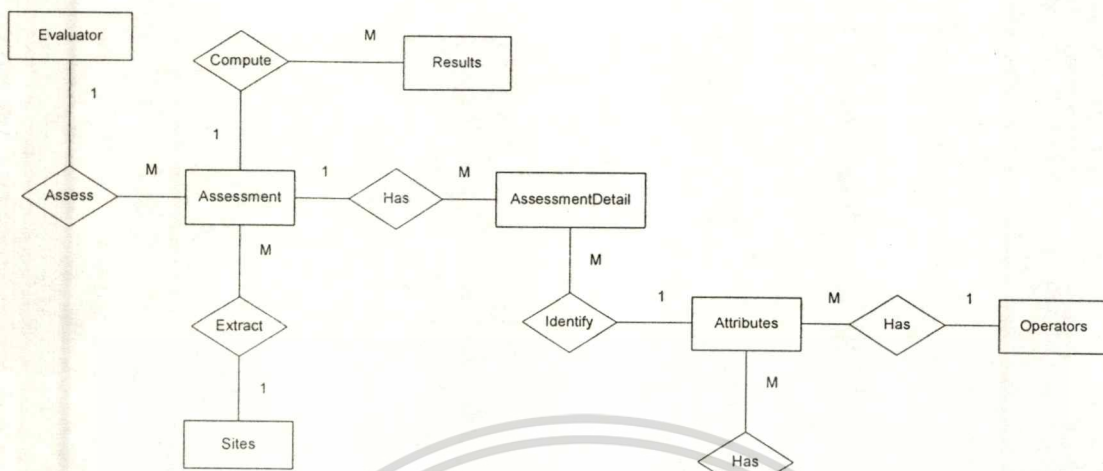 Evaluator
M
Compute
Results
1
1
M
1
M
Assess
Assessment
Has
AssessmentDetail
M
M
1
M
1
Extract
Identify
Attributes
Has
Operators
1
M
Sites
Has